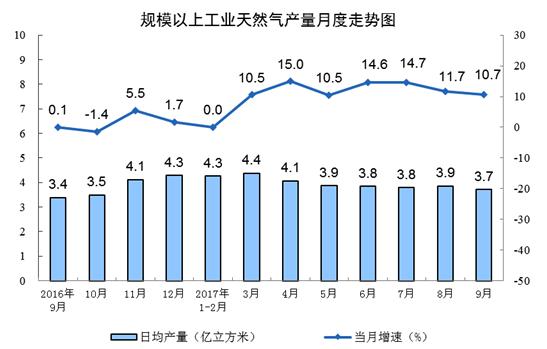 规模以上工业天然气产量月度走势图
10
9
8
7
6
5
4
3
2
1
0
30
20
10
0
-10
-20
-30
-40
-50
0.1
-1.4
5.5
1.7
0.0
10.5
15.0
10.5
14.6
14.7
11.7
10.7
3.4
3.5
4.1
4.3
4.3
4.4
4.1
3.9
3.8
3.8
3.9
3.7
2016年
9月
10月
11月
12月
2017年
1-2月
3月
4月
5月
6月
7月
8月
9月
日均产量（亿立方米）
当月增速（%）